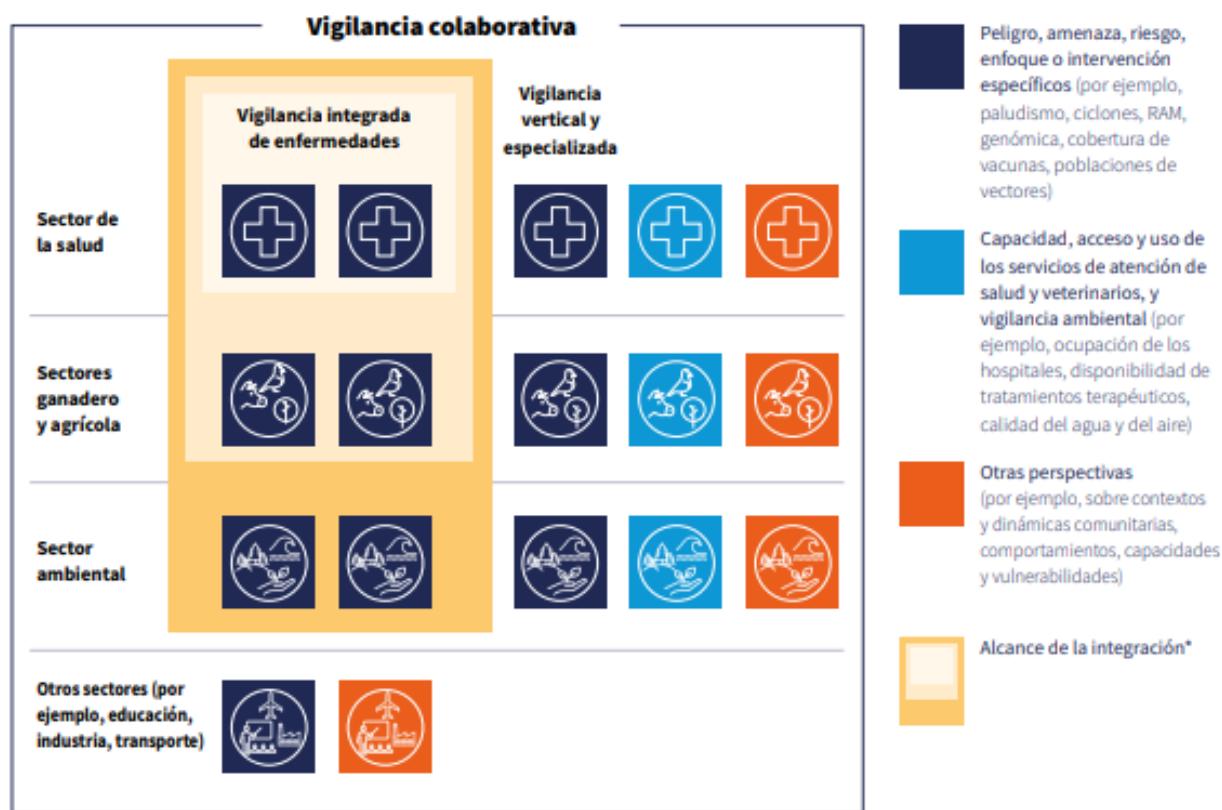 Vigilancia colaborativa
Vigilancia integrada
de enfermedades
Vigilancia
vertical y
especializada
Sector de
la salud
Sectores
ganadero
y agrícola
Sector
ambiental
Otros sectores (por
ejemplo, educación,
industria, transporte)
Peligro, amenaza, riesgo,
enfoque o intervención
específicos (por ejemplo,
paludismo, ciclones, RAM,
genómica, cobertura de
vacunas, poblaciones de
vectores)
Capacidad, acceso y uso de
los servicios de atención de
salud y veterinarios, y
vigilancia ambiental (por
ejemplo, ocupación de los
hospitales, disponibilidad de
tratamientos terapéuticos,
calidad del agua y del aire)
Otras perspectivas
(por ejemplo, sobre contextos
y dinámicas comunitarias,
comportamientos, capacidades
y vulnerabilidades)
Alcance de la integración*